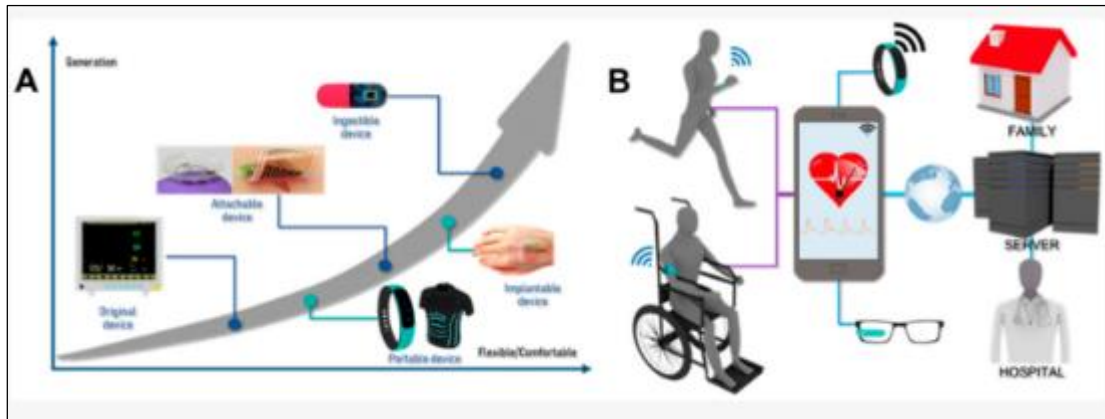 A
Generation
Ingestible
device
Attachable
device
Original
device
Implantable
device
Portable device
Flexible/Comfortable
B
FAMILY
SERVER
HOSPITAL